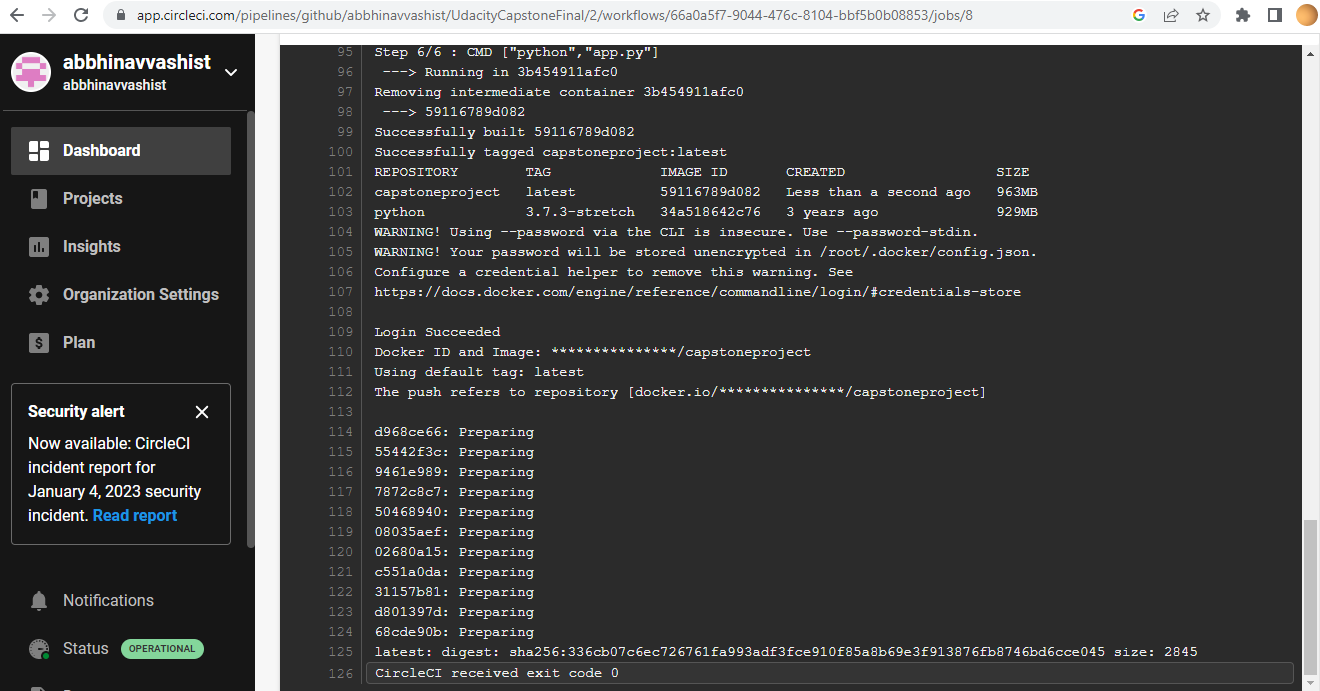 app.circleci.com/pipelines/github/abbhinavvashist/UdacityCapstoneFinal/2/workflows/66a0a5f7-9044-476c-8104-bbf5b0b08853/jobs/8
abbhinavvashist
abbhinavvashist
Dashboard
Projects
Insights
Organization Settings
Plan
Security alert
Now available: CircleCI
incident report for
January 4, 2023 security
incident. Read report
Notifications
Status OPERATIONAL
95 Step 6/6 : CMD ["python","app.py"]
96 ---> Running in 3b454911afc0
97 Removing intermediate container 3b454911afc0
98 ---> 59116789d082
99 Successfully built 59116789d082
100 Successfully tagged capstoneproject:latest
101 REPOSITORY TAG IMAGE ID CREATED SIZE
102 capstoneproject latest 59116789d082 Less than a second ago 963MB
103 python 3.7.3-stretch 34a518642c76 3 years ago 929MB
104 WARNING! Using --password via the CLI is insecure. Use --password-stdin.
105 WARNING! Your password will be stored unencrypted in /root/.docker/config.json.
106 Configure a credential helper to remove this warning. See
107 https://docs.docker.com/engine/reference/commandline/login/#credentials-store
108
109 Login Succeeded
110 Docker ID and Image: ***************/capstoneproject
111 Using default tag: latest
112 The push refers to repository [docker.io/***************/capstoneproject]
113
114 d968ce66: Preparing
115 55442f3c: Preparing
116 9461e989: Preparing
117 7872c8c7: Preparing
118 50468940: Preparing
119 08035aef: Preparing
120 02680a15: Preparing
121 c551a0da: Preparing
122 31157b81: Preparing
123 d801397d: Preparing
124 68cde90b: Preparing
125 latest: digest: sha256:336cb07c6ec726761fa993adf3fce910f85a8b69e3f913876fb8746bd6cce045 size: 2845
126 CircleCI received exit code 0